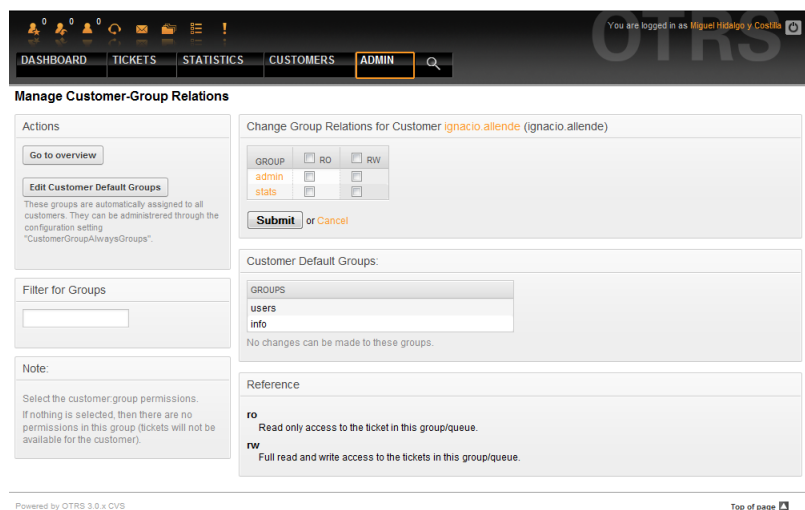 0 0 0
OTRS
You are logged in as Miguel Hidalgo y Costilla
DASHBOARD TICKETS STATISTICS CUSTOMERS ADMIN
Manage Customer-Group Relations
Actions
Go to overview
Edit Customer Default Groups
These groups are automatically assigned to all
customers. They can be administrered through the
configuration setting
"CustomerGroupAlwaysGroups".
Filter for Groups
Note:
Select the customer:group permissions.
If nothing is selected, then there are no
permissions in this group (tickets will not be
available for the customer).
Change Group Relations for Customer ignacio.allende (ignacio.allende)
GROUP RO RW
admin
stats
Submit or Cancel
Customer Default Groups:
GROUPS
users
info
No changes can be made to these groups.
Reference
ro
Read only access to the ticket in this group/queue.
rw
Full read and write access to the tickets in this group/queue.
Powered by OTRS 3.0.x CVS
Top of page